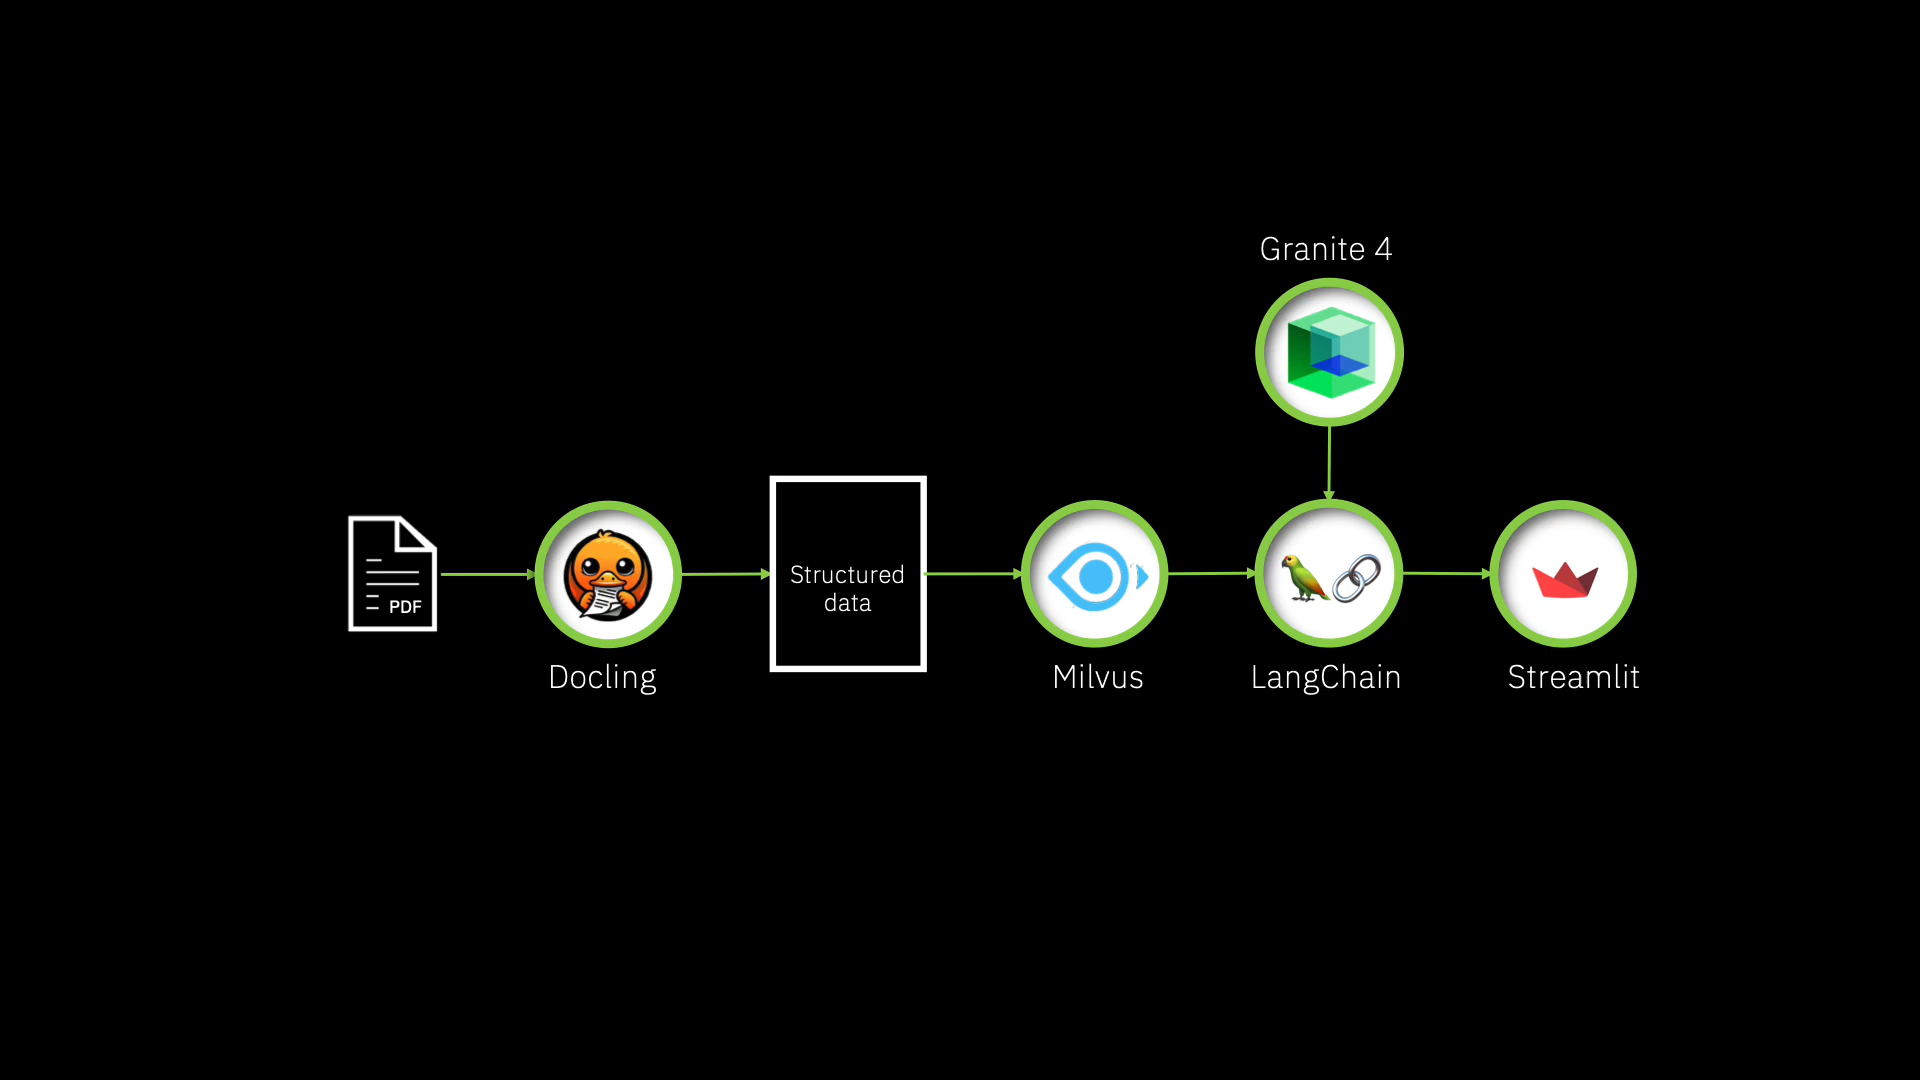 Granite 4
PDF
Structured
data
Docling
Milvus
LangChain
Streamlit